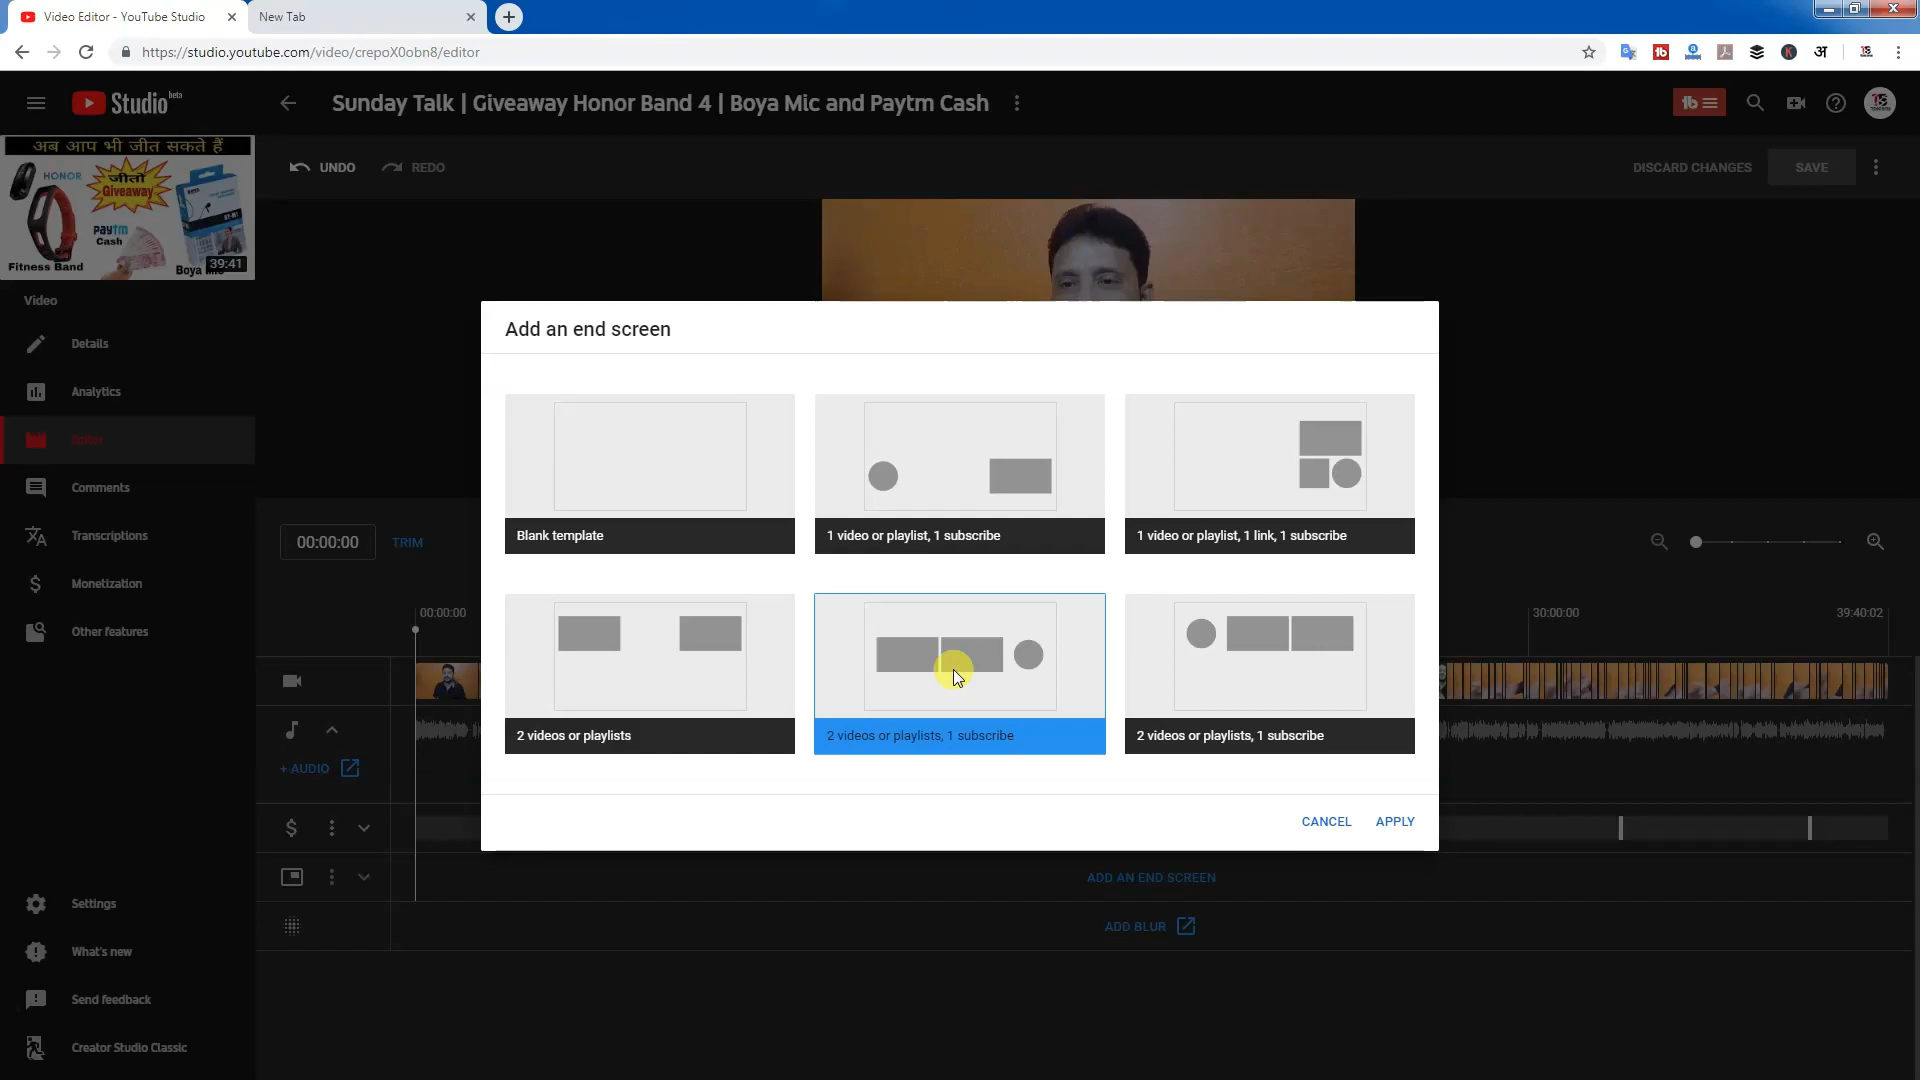 Video Editor - YouTube Studio
New Tab
https://studio.youtube.com/video/crepoX0obn8/editor
Studio beta
Sunday Talk | Giveaway Honor Band 4 | Boya Mic and Paytm Cash
अब आप भी जीत सकते हैं
HONOR
जीतो
Giveaway
Paytm
Cash
Fitness Band
Boya
39:41
UNDO
REDO
DISCARD CHANGES
SAVE
Video
Details
Analytics
Editor
Comments
Transcriptions
Monetization
Other features
Settings
What's new
Send feedback
Creator Studio Classic
Add an end screen
Blank template
1 video or playlist, 1 subscribe
1 video or playlist, 1 link, 1 subscribe
2 videos or playlists
2 videos or playlists, 1 subscribe
2 videos or playlists, 1 subscribe
CANCEL
APPLY
00:00:00
TRIM
00:00:00
30:00:00
39:40:02
+ AUDIO
ADD AN END SCREEN
ADD BLUR